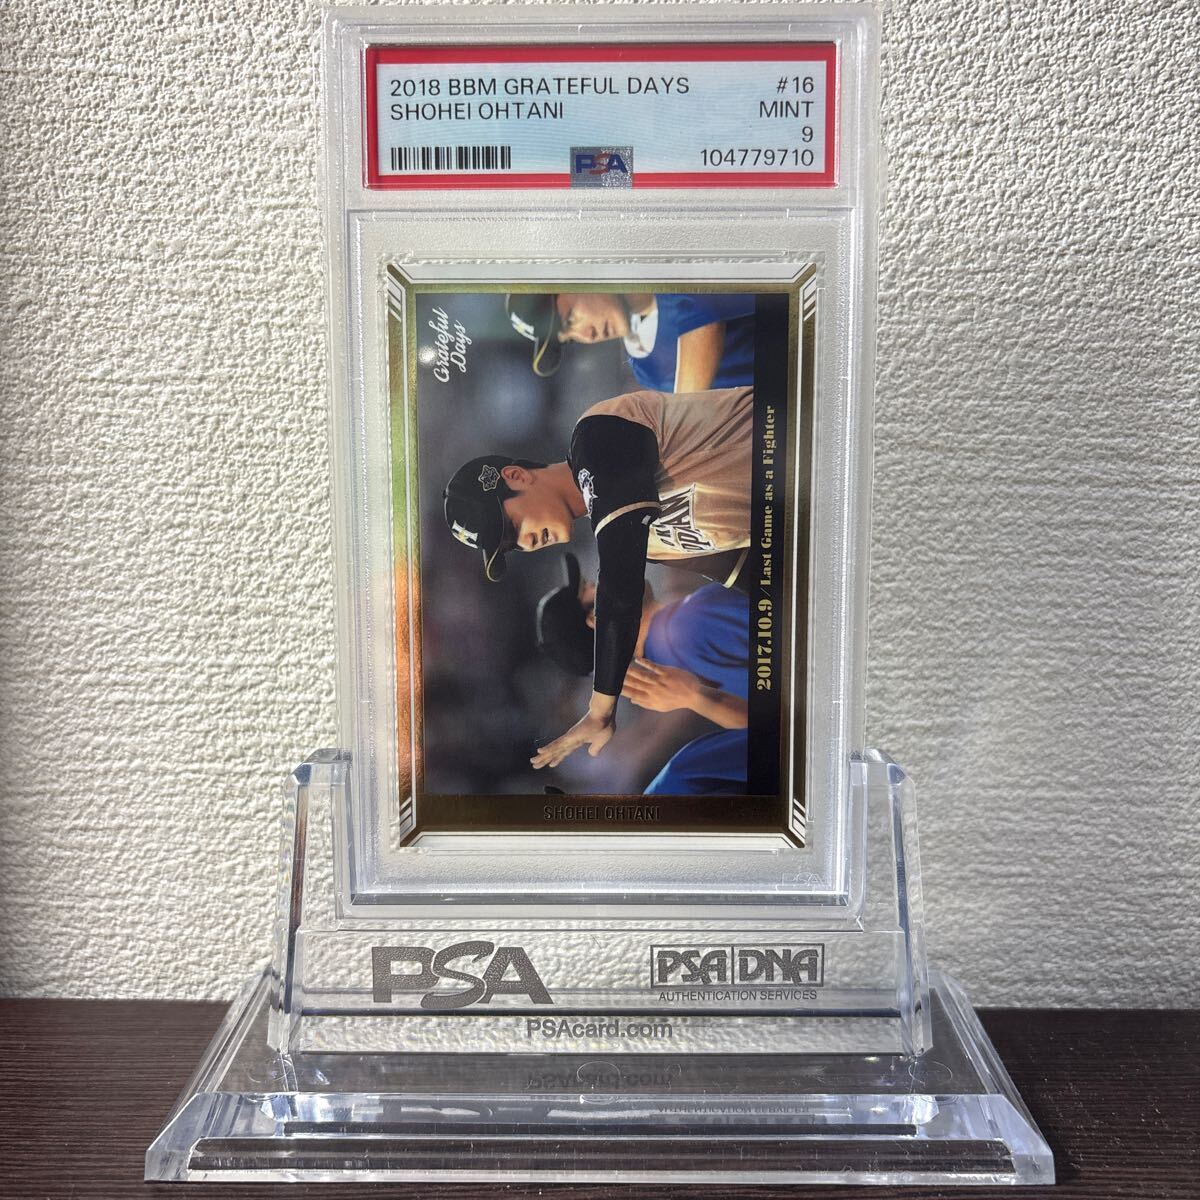 2018 BBM GRATEFUL DAYS #16
SHOHEI OHTANI MINT
9
PSA 104779710
Grateful
Days
H
2017.10.9/Last Game as a Fighter
SHOHEI OHTANI
PSA
PSA PSA DNA
AUTHENTICATION SERVICES
PSAcard.com